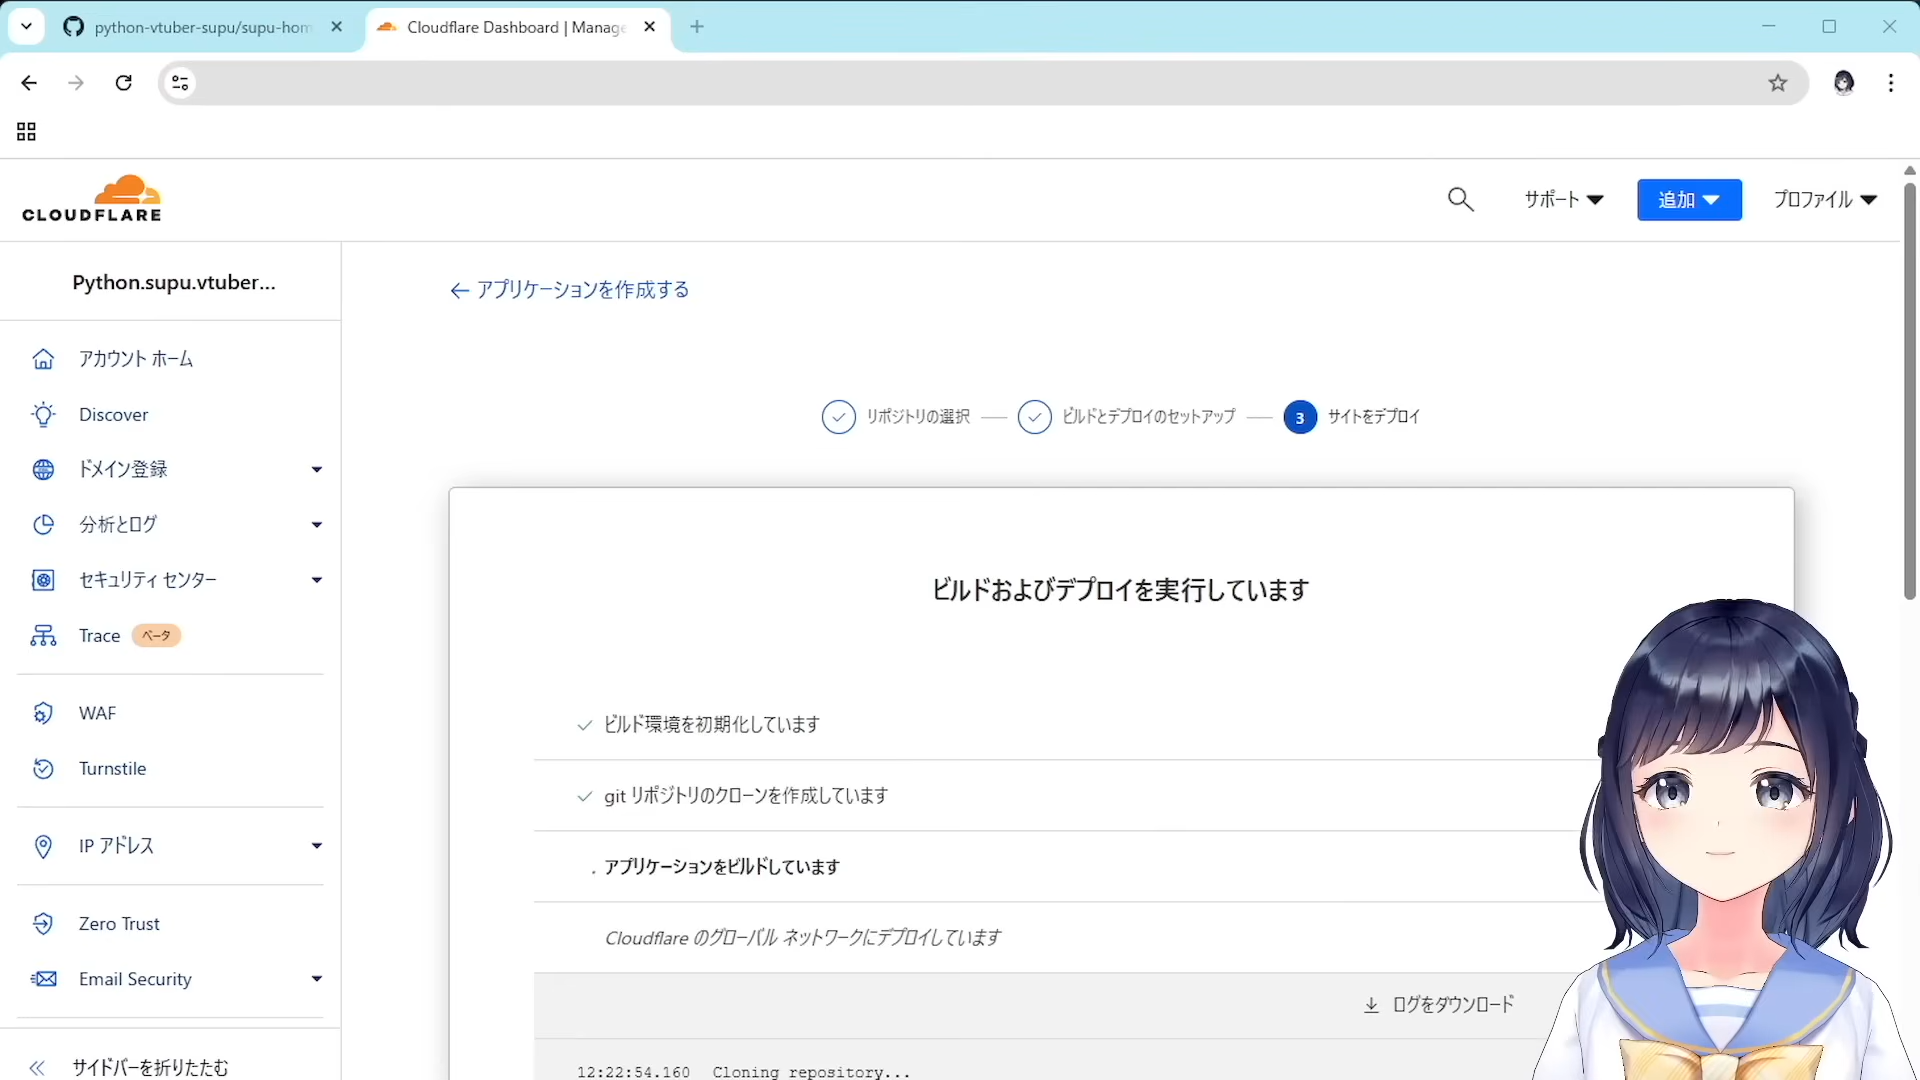 python-vtuber-supu/supu-hom
Cloudflare Dashboard | Manage
CLOUDFLARE
サポート
追加
プロファイル
Python.supu.vtuber...
アカウント ホーム
Discover
ドメイン登録
分析とログ
セキュリティ センター
Trace ベータ
WAF
Turnstile
IP アドレス
Zero Trust
Email Security
サイドバーを折りたたむ
← アプリケーションを作成する
リポジトリの選択
ビルドとデプロイのセットアップ
3 サイトをデプロイ
ビルドおよびデプロイを実行しています
ビルド環境を初期化しています
git リポジトリのクローンを作成しています
. アプリケーションをビルドしています
Cloudflare のグローバル ネットワークにデプロイしています
ログをダウンロード
12:22:54.160 Cloning repository...